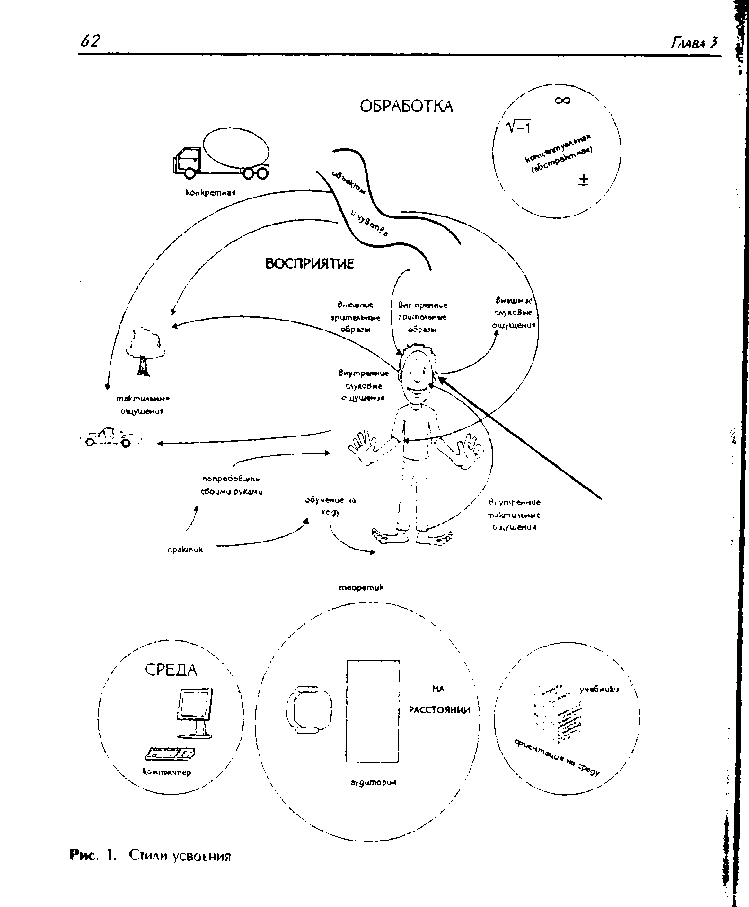 62
Глава 3
ОБРАБОТКА
∞
√-1
концептуальная
(абстрактная)
±
конкретная
объекты
и чувства
ВОСПРИЯТИЕ
Внешние
зрительные
образы
Внутренние
зрительные
образы
Внешние
слуховые
ощущения
Внутренние
слуховые
ощущения
тактильные
ощущения
попробовать
своими руками
обучение на
ходу
Внутренние
тактильные
ощущения
практик
теоретик
СРЕДА
компьютер
НА
РАССТОЯНИИ
аудитория
учебники
ориентация на среду
Рис. 1. Стили усвоения